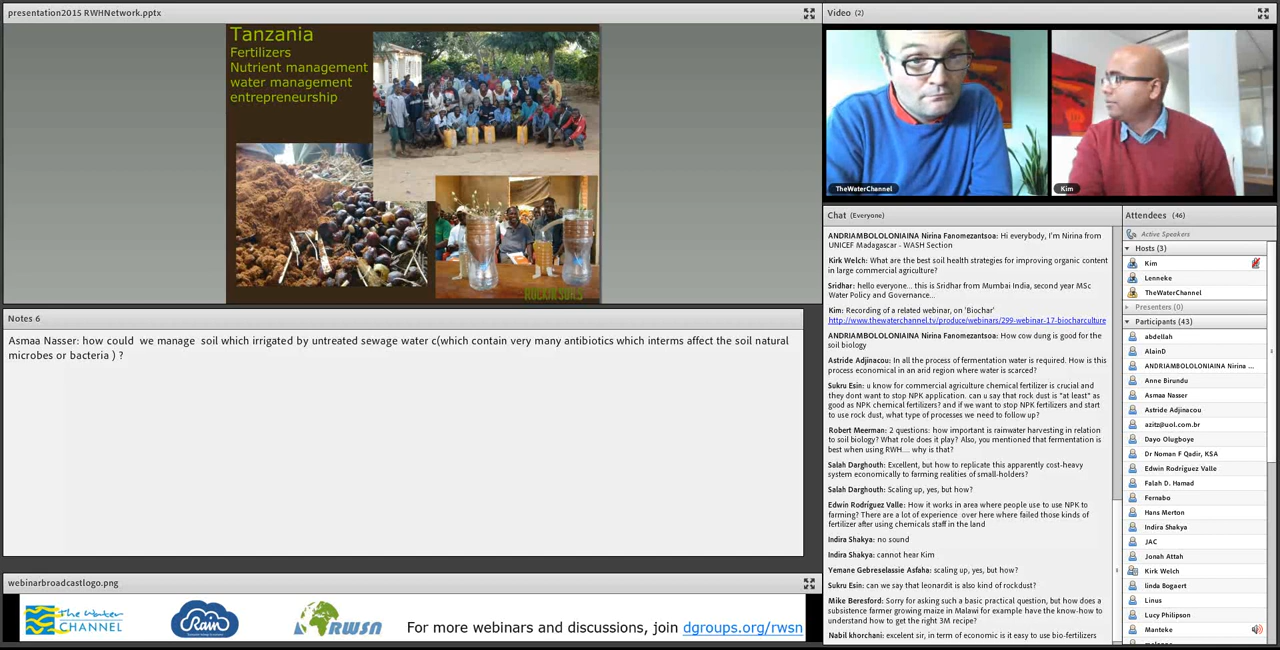 presentation2015 RWHNetwork.pptx
Tanzania
Fertilizers
Nutrient management
water management
entrepreneurship
Notes 6
Asmaa Nasser: how could  we manage  soil which irrigated by untreated sewage water c(which contain very many antibiotics which interms affect the soil natural
microbes or bacteria ) ?
webinarbroadcastlogo.png
The Water
CHANNEL
Rain
RWSN
For more webinars and discussions, join dgroups.org/rwsn
Video (2)
TheWaterChannel
Kim
Chat (Everyone)
ANDRIAMBOLOLONIAINA Nirina Fanomezantsoa: Hi everybody, I'm Nirina from
UNICEF Madagascar - WASH Section
Kirk Welch: What are the best soil health strategies for improving organic content
in large commercial agriculture?
Sridhar: hello everyone... this is Sridhar from Mumbai India, second year MSc
Water Policy and Governance...
Kim: Recording of a related webinar, on 'Biochar'
http://www.thewaterchannel.tv/produce/webinars/299-webinar-17-biocharculture
ANDRIAMBOLOLONIAINA Nirina Fanomezantsoa: How cow dung is good for the
soil biology
Astride Adjinacou: In all the process of fermentation water is required. How is this
process economical in an arid region where water is scarced?
Sukru Esin: u know for commercial agriculture chemical fertilizer is crucial and
they dont want to stop NPK application. can u say that rock dust is "at least" as
good as NPK chemical fertilizers? and if we want to stop NPK fertilizers and start
to use rock dust, what type of processes we need to follow up?
Robert Meerman: 2 questions: how important is rainwater harvesting in relation
to soil biology? What role does it play? Also, you mentioned that fermentation is
best when using RWH.... why is that?
Salah Darghouth: Excellent, but how to replicate this apparently cost-heavy
system economically to farming realities of small-holders?
Salah Darghouth: Scaling up, yes, but how?
Edwin Rodríguez Valle: How it works in area where people use to use NPK to
farming? There are a lot of experience  over here where failed those kinds of
fertilizer after using chemicals staff in the land
Indira Shakya: no sound
Indira Shakya: cannot hear Kim
Yemane Gebreselassie Asfaha: scaling up, yes, but how?
Sukru Esin: can we say that leonardit is also kind of rockdust?
Mike Beresford: Sorry for asking such a basic practical question, but how does a
subsistence farmer growing maize in Malawi for example have the know-how to
understand how to get the right 3M recipe?
Nabil khorchani: excelent sir, in term of economic is it easy to use bio-fertilizers
Attendees (46)
Active Speakers
Hosts (3)
Kim
Lenneke
TheWaterChannel
Presenters (0)
Participants (43)
abdellah
AlainD
ANDRIAMBOLOLONIAINA Nirina ...
Anne Birundu
Asmaa Nasser
Astride Adjinacou
azitz@uol.com.br
Dayo Olugboye
Dr Noman F Qadir, KSA
Edwin Rodríguez Valle
Falah D. Hamad
Fernabo
Hans Merton
Indira Shakya
JAC
Jonah Attah
Kirk Welch
linda Bogaert
Linus
Lucy Philipson
Manteke